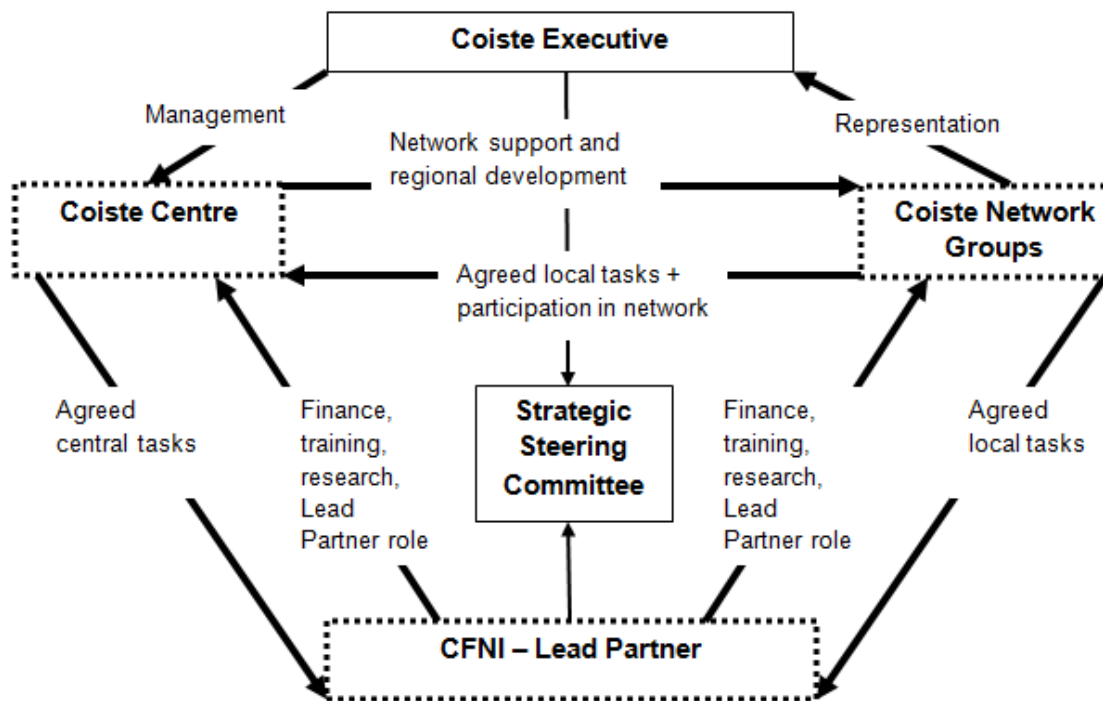 Coiste Executive
Management
Representation
Network support and
regional development
Coiste Centre
Coiste Network
Groups
Agreed local tasks +
participation in network
Agreed
central tasks
Finance,
training,
research,
Lead
Partner role
Strategic
Steering
Committee
Finance,
training,
research,
Lead
Partner role
Agreed
local tasks
CFNI – Lead Partner